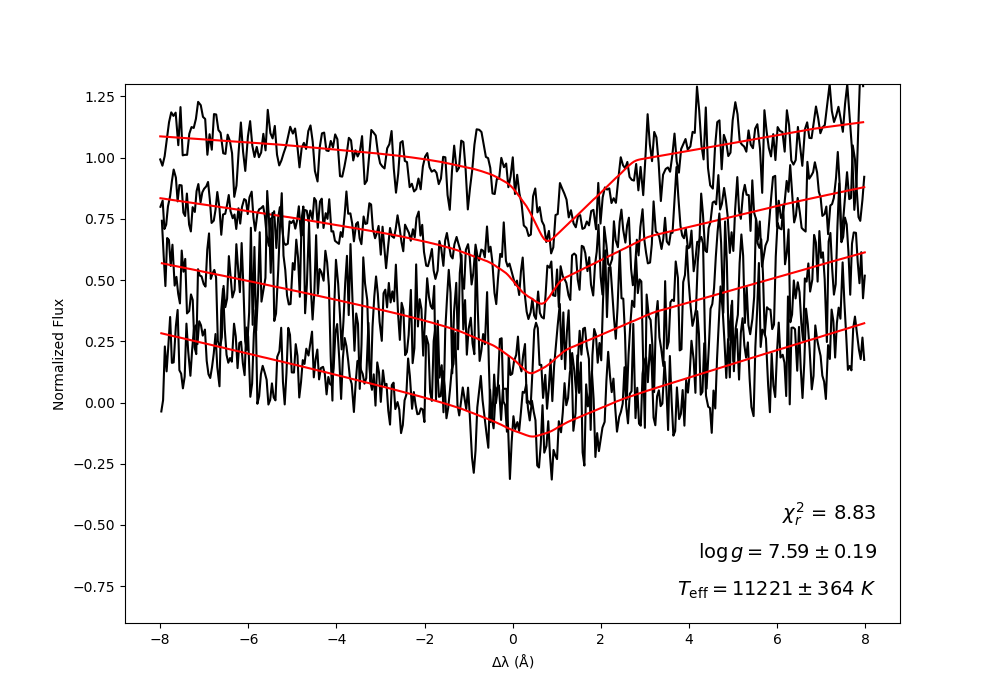 1.25
1.00
0.75
0.50
0.25
0.00
−0.25
−0.50
−0.75
Normalized Flux
χ²ᵣ = 8.83
log g = 7.59 ± 0.19
T_eff = 11221 ± 364 K
−8 −6 −4 −2 0 2 4 6 8
Δλ (Å)